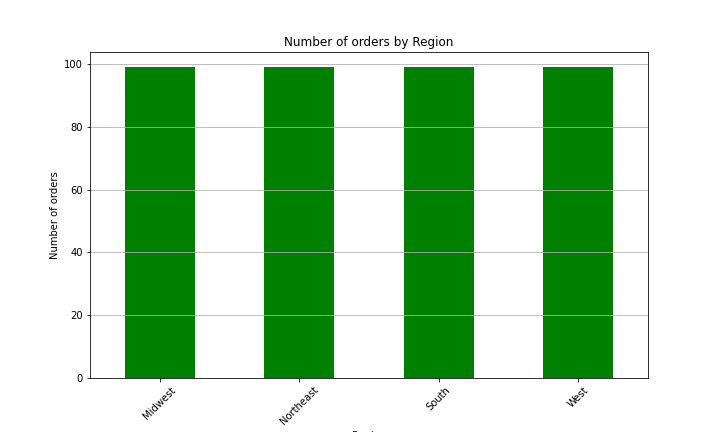 Number of orders by Region
100
80
60
40
20
0
Number of orders
Midwest
Northeast
South
West